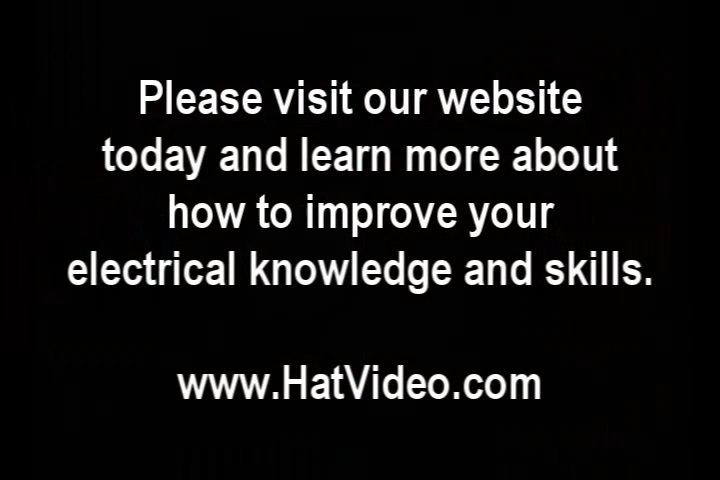 Please visit our website
today and learn more about
how to improve your
electrical knowledge and skills.
www.HatVideo.com